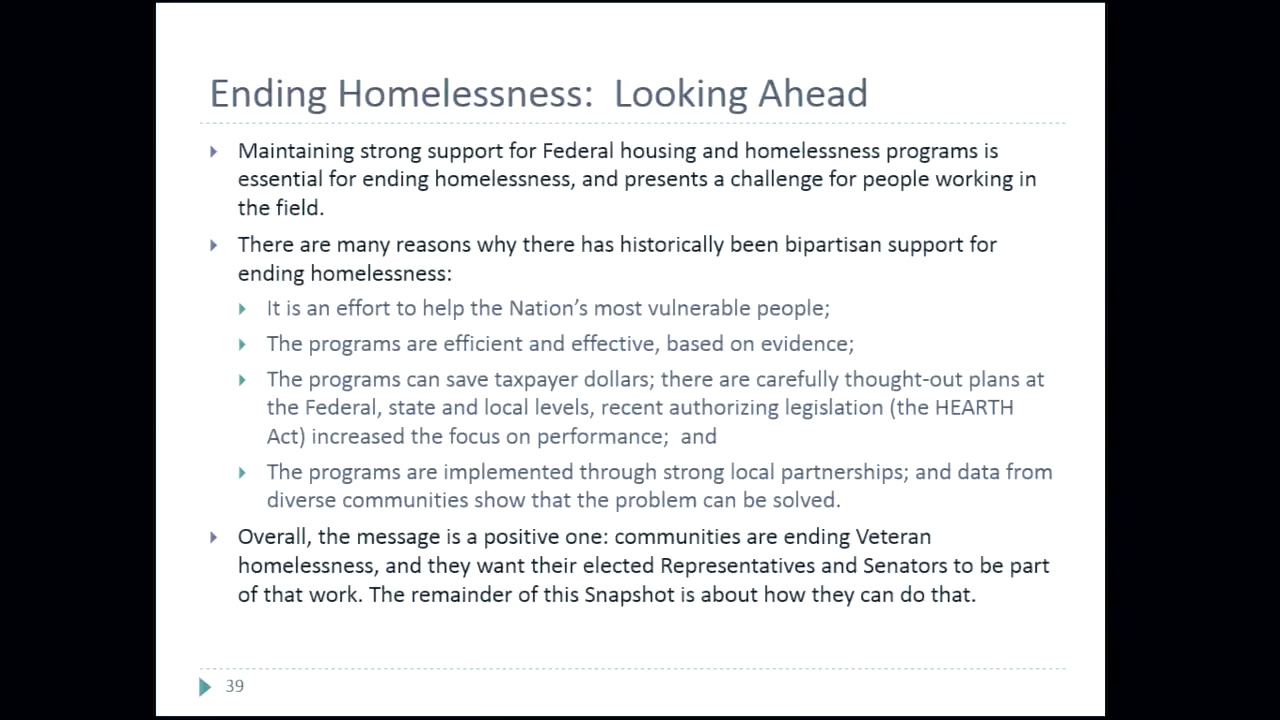 Ending Homelessness:  Looking Ahead
Maintaining strong support for Federal housing and homelessness programs is
essential for ending homelessness, and presents a challenge for people working in
the field.
There are many reasons why there has historically been bipartisan support for
ending homelessness:
It is an effort to help the Nation’s most vulnerable people;
The programs are efficient and effective, based on evidence;
The programs can save taxpayer dollars; there are carefully thought-out plans at
the Federal, state and local levels, recent authorizing legislation (the HEARTH
Act) increased the focus on performance;  and
The programs are implemented through strong local partnerships; and data from
diverse communities show that the problem can be solved.
Overall, the message is a positive one: communities are ending Veteran
homelessness, and they want their elected Representatives and Senators to be part
of that work. The remainder of this Snapshot is about how they can do that.
39